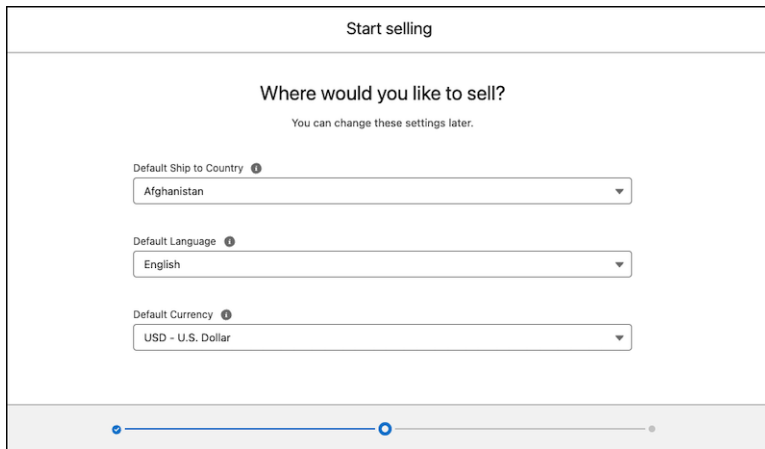 Start selling
Where would you like to sell?
You can change these settings later.
Default Ship to Country
Afghanistan
Default Language
English
Default Currency
USD - U.S. Dollar